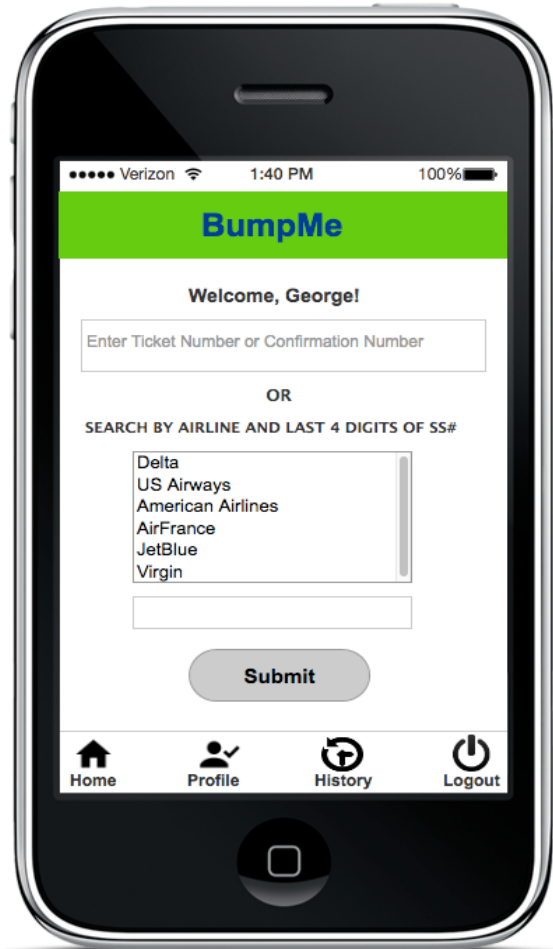 Verizon 1:40 PM 100%
BumpMe
Welcome, George!
Enter Ticket Number or Confirmation Number
OR
SEARCH BY AIRLINE AND LAST 4 DIGITS OF SS#
Delta
US Airways
American Airlines
AirFrance
JetBlue
Virgin
Submit
Home Profile History Logout